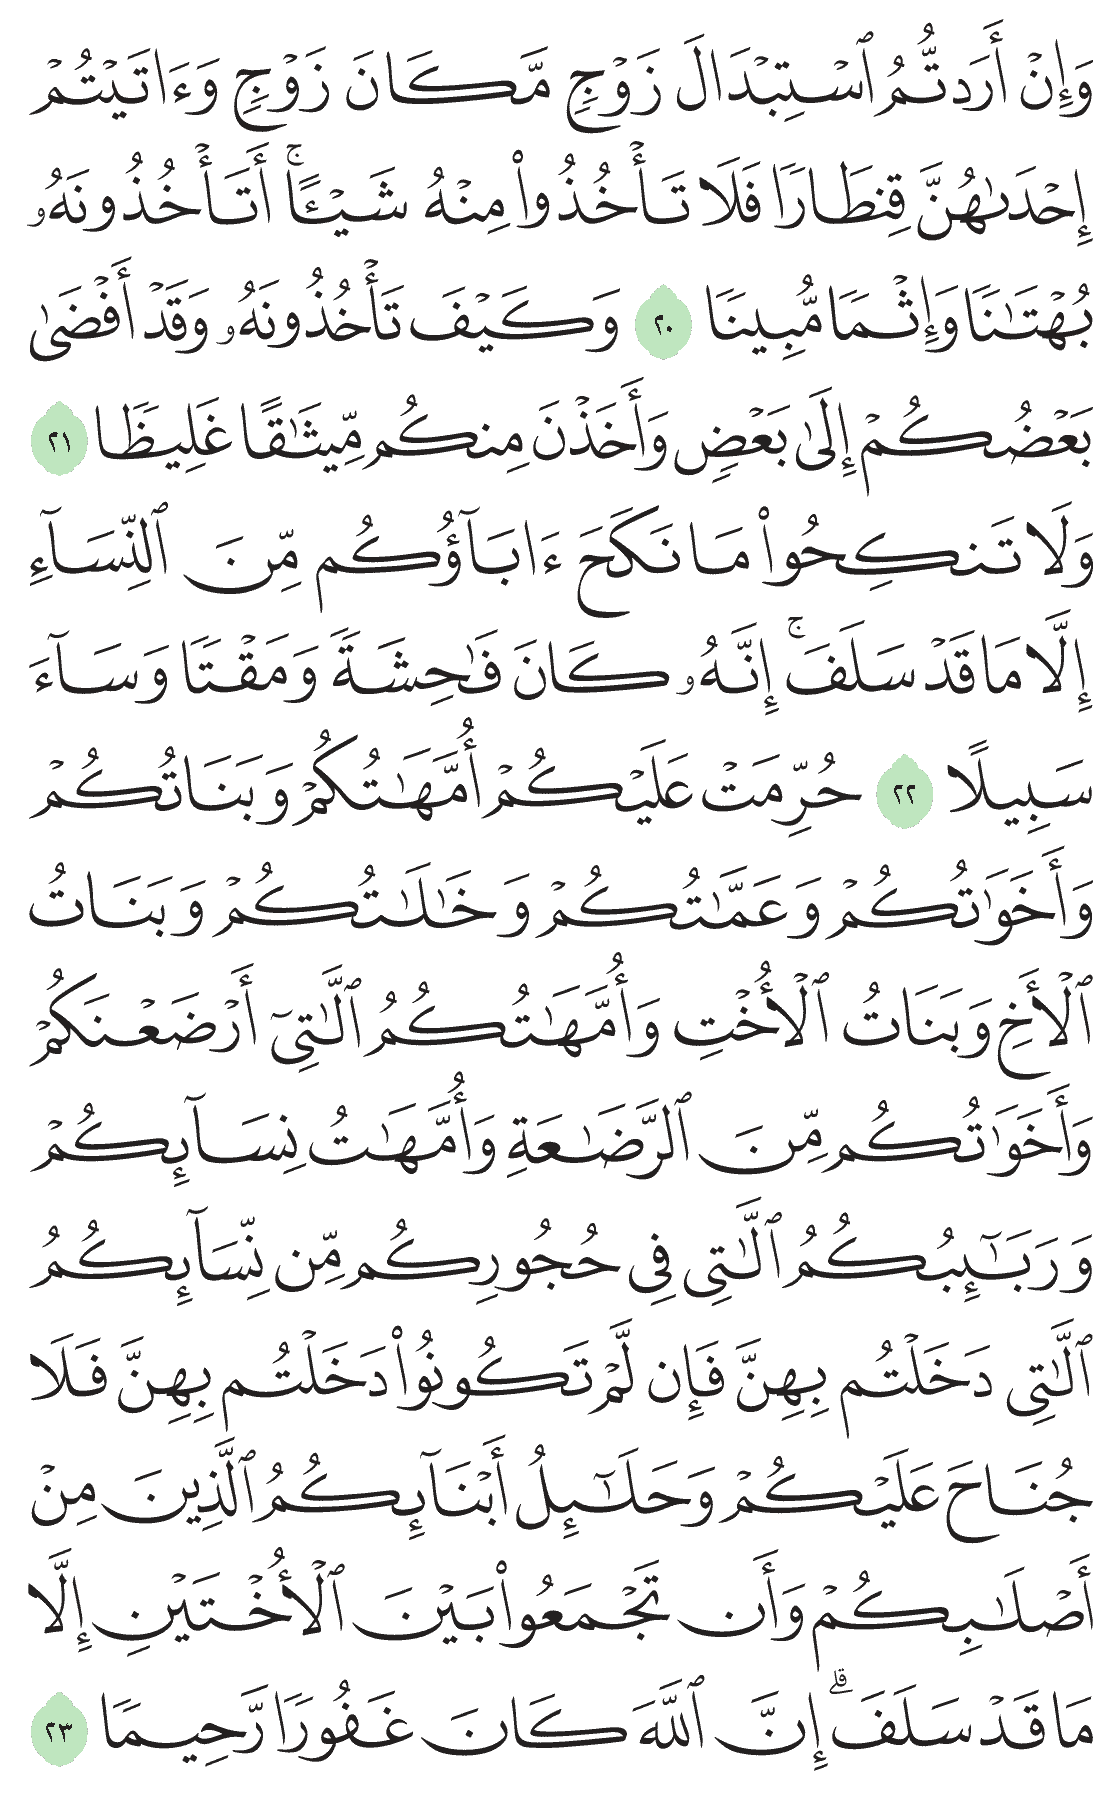 وَإِنْ أَرَدتُّمُ ٱسْتِبْدَالَ زَوْجٍ مَّكَانَ زَوْجٍ وَءَاتَيْتُمْ
إِحْدَىٰهُنَّ قِنطَارًا فَلَا تَأْخُذُوا۟ مِنْهُ شَيْـًٔا ۚ أَتَأْخُذُونَهُۥ
بُهْتَـٰنًا وَإِثْمًا مُّبِينًا ٢٠ وَكَيْفَ تَأْخُذُونَهُۥ وَقَدْ أَفْضَىٰ
بَعْضُكُمْ إِلَىٰ بَعْضٍ وَأَخَذْنَ مِنكُم مِّيثَـٰقًا غَلِيظًا ٢١
وَلَا تَنكِحُوا۟ مَا نَكَحَ ءَابَآؤُكُم مِّنَ ٱلنِّسَآءِ
إِلَّا مَا قَدْ سَلَفَ ۚ إِنَّهُۥ كَانَ فَـٰحِشَةً وَمَقْتًا وَسَآءَ
سَبِيلًا ٢٢ حُرِّمَتْ عَلَيْكُمْ أُمَّهَـٰتُكُمْ وَبَنَاتُكُمْ
وَأَخَوَٰتُكُمْ وَعَمَّـٰتُكُمْ وَخَـٰلَـٰتُكُمْ وَبَنَاتُ
ٱلْأَخِ وَبَنَاتُ ٱلْأُخْتِ وَأُمَّهَـٰتُكُمُ ٱلَّـٰتِىٓ أَرْضَعْنَكُمْ
وَأَخَوَٰتُكُم مِّنَ ٱلرَّضَـٰعَةِ وَأُمَّهَـٰتُ نِسَآئِكُمْ
وَرَبَـٰٓئِبُكُمُ ٱلَّـٰتِى فِى حُجُورِكُم مِّن نِّسَآئِكُمُ
ٱلَّـٰتِى دَخَلْتُم بِهِنَّ فَإِن لَّمْ تَكُونُوا۟ دَخَلْتُم بِهِنَّ فَلَا
جُنَاحَ عَلَيْكُمْ وَحَلَـٰٓئِلُ أَبْنَآئِكُمُ ٱلَّذِينَ مِنْ
أَصْلَـٰبِكُمْ وَأَن تَجْمَعُوا۟ بَيْنَ ٱلْأُخْتَيْنِ إِلَّا
مَا قَدْ سَلَفَ ۗ إِنَّ ٱللَّهَ كَانَ غَفُورًا رَّحِيمًا ٢٣